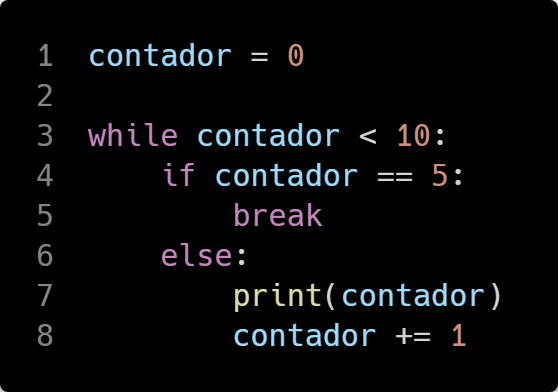 1 contador = 0
2
3 while contador < 10:
4     if contador == 5:
5         break
6     else:
7         print(contador)
8         contador += 1